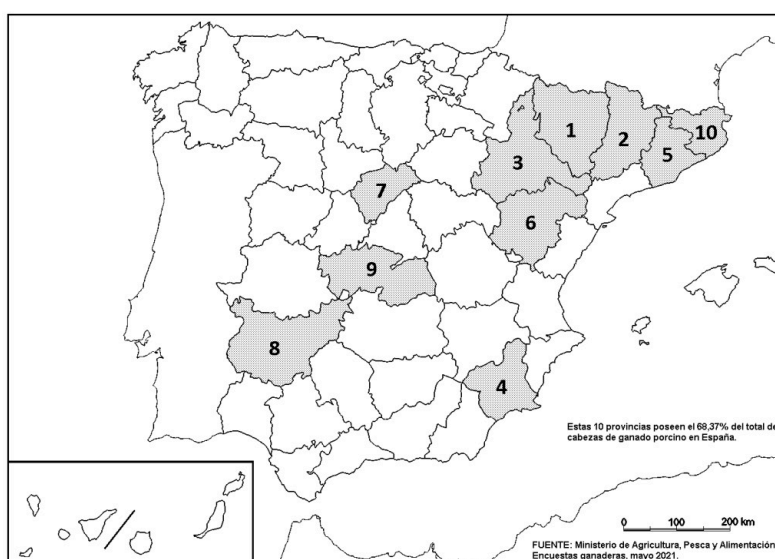 1
2
10
5
3
7
6
9
8
4
Estas 10 provincias poseen el 68,37% del total de
cabezas de ganado porcino en España.
0 100 200 km
FUENTE: Ministerio de Agricultura, Pesca y Alimentación
Encuestas ganaderas, mayo 2021.